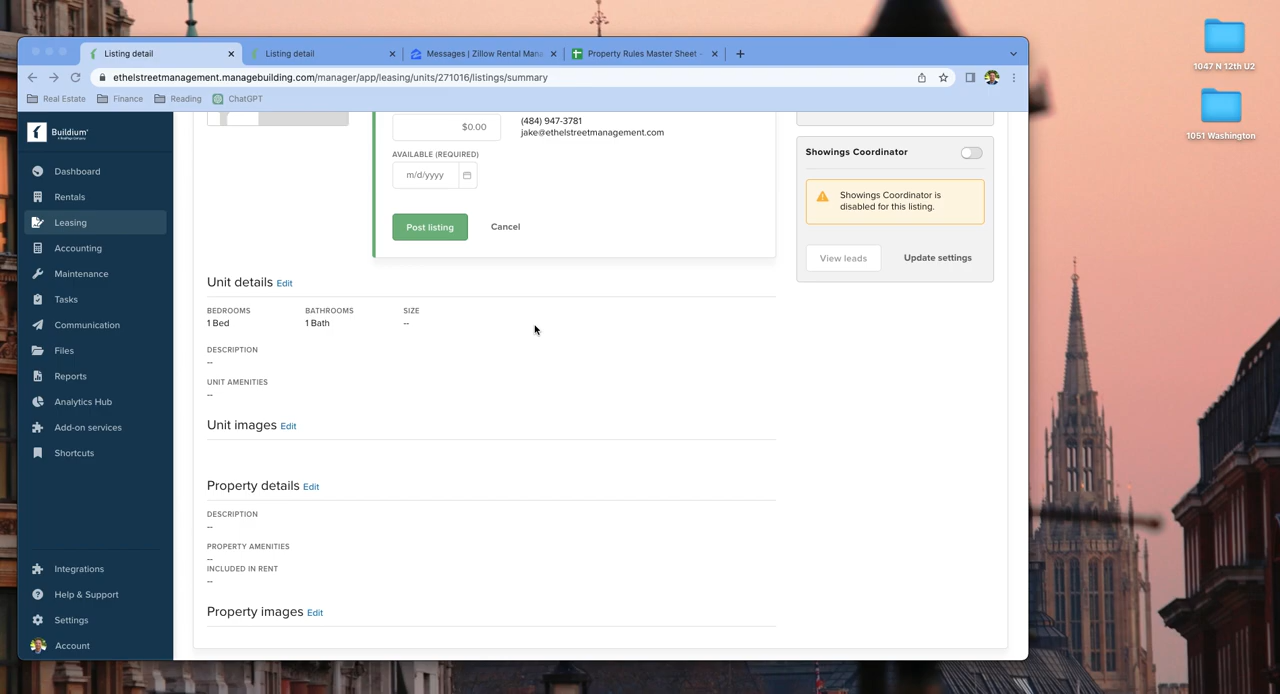 Listing detail
Listing detail
Messages | Zillow Rental Mana
Property Rules Master Sheet -
ethelstreetmanagement.managebuilding.com/manager/app/leasing/units/271016/listings/summary
Real Estate
Finance
Reading
ChatGPT
1047 N 12th U2
1051 Washington
Buildium
Dashboard
Rentals
Leasing
Accounting
Maintenance
Tasks
Communication
Files
Reports
Analytics Hub
Add-on services
Shortcuts
Integrations
Help & Support
Settings
Account
$0.00
(484) 947-3781
jake@ethelstreetmanagement.com
AVAILABLE (REQUIRED)
m/d/yyyy
Post listing
Cancel
Showings Coordinator
Showings Coordinator is
disabled for this listing.
View leads
Update settings
Unit details Edit
BEDROOMS
BATHROOMS
SIZE
1 Bed
1 Bath
--
DESCRIPTION
--
UNIT AMENITIES
--
Unit images Edit
Property details Edit
DESCRIPTION
--
PROPERTY AMENITIES
--
INCLUDED IN RENT
--
Property images Edit